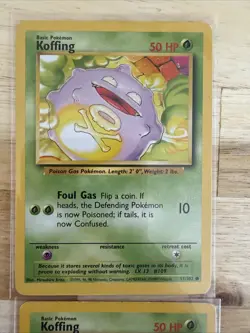 Basic Pokémon
Koffing 50 HP
Poison Gas Pokémon. Length: 2' 0", Weight: 2 lbs.
Foul Gas Flip a coin. If
heads, the Defending Pokémon
is now Poisoned; if tails, it is
now Confused.
10
weakness resistance retreat cost
Because it stores several kinds of toxic gases in its body, it is
prone to exploding without warning. LV. 13 #109
Basic Pokémon
Koffing 50 HP